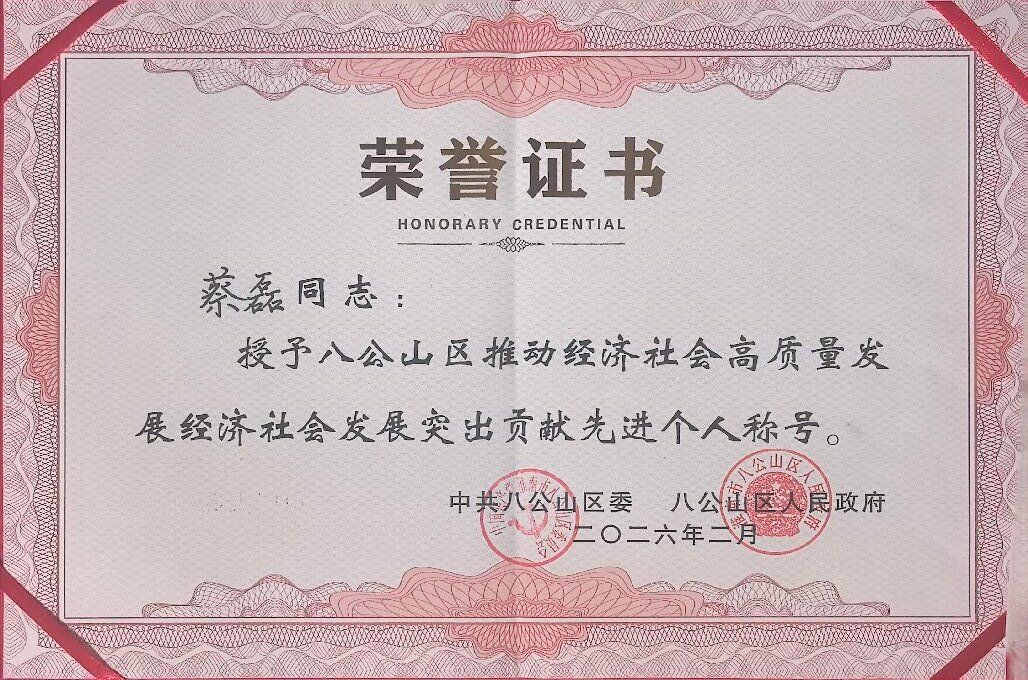 荣誉证书
HONORARY CREDENTIAL
蔡磊同志：
授予八公山区推动经济社会高质量发
展经济社会发展突出贡献先进个人称号。
中共八公山区委 八公山区人民政府
二〇二六年二月